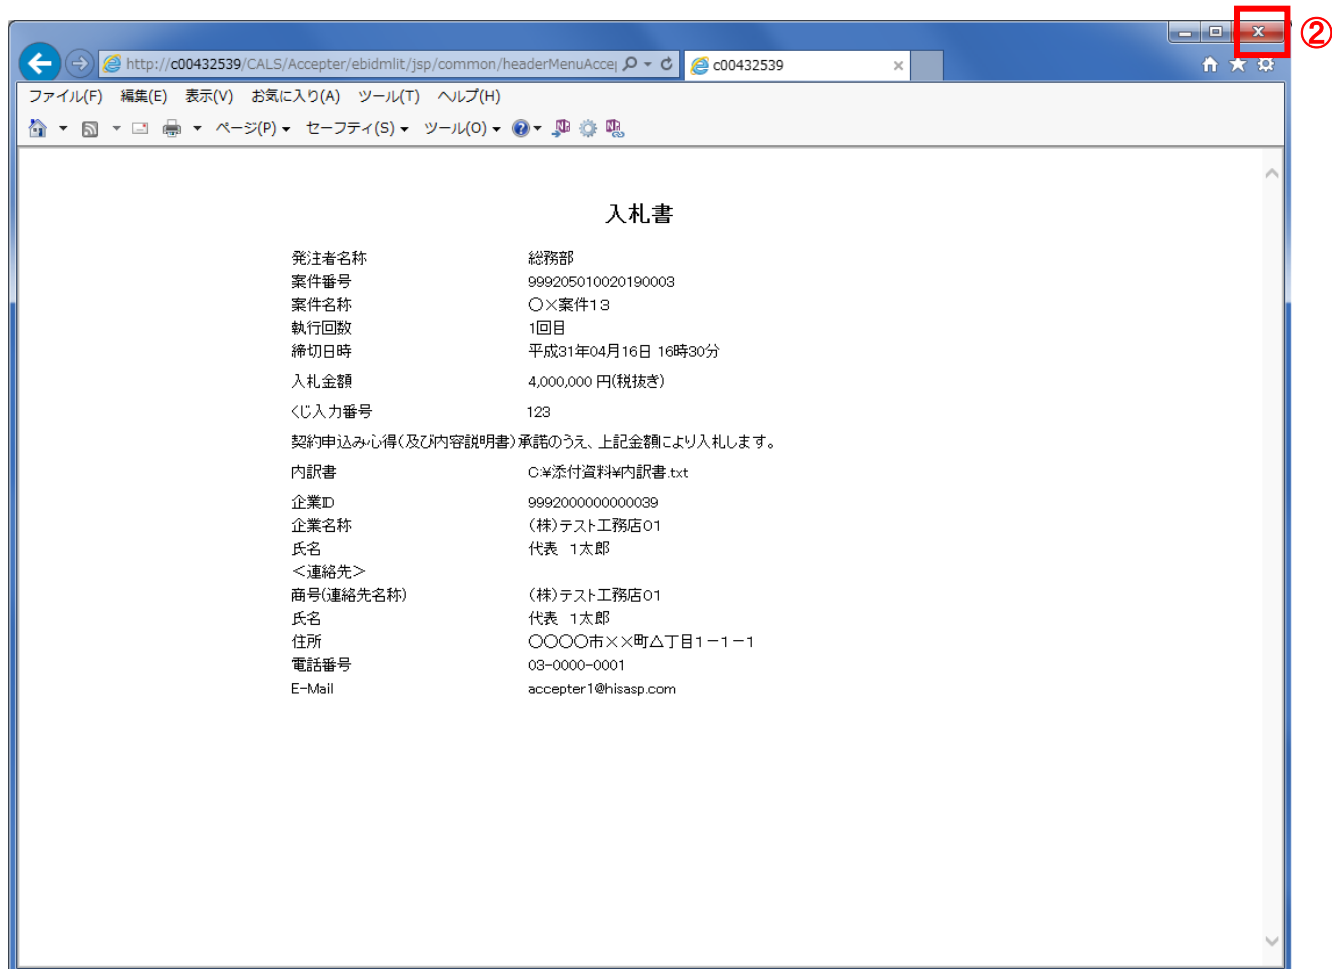 ②
http://c00432539/CALS/Accepter/ebidmlit/jsp/common/headerMenuAcce
c00432539
ファイル(F) 編集(E) 表示(V) お気に入り(A) ツール(T) ヘルプ(H)
ページ(P) セーフティ(S) ツール(O)
入札書
発注者名称 総務部
案件番号 999205010020190003
案件名称 ○×案件13
執行回数 1回目
締切日時 平成31年04月16日 16時30分
入札金額 4,000,000 円(税抜き)
くじ入力番号 123
契約申込み心得(及び内容説明書)承諾のうえ、上記金額により入札します。
内訳書 C:¥添付資料¥内訳書.txt
企業ID 9992000000000039
企業名称 (株)テスト工務店01
氏名 代表 1太郎
<連絡先>
商号(連絡先名称) (株)テスト工務店01
氏名 代表 1太郎
住所 ○○○○市××町△丁目1-1-1
電話番号 03-0000-0001
E-Mail accepter1@hisasp.com